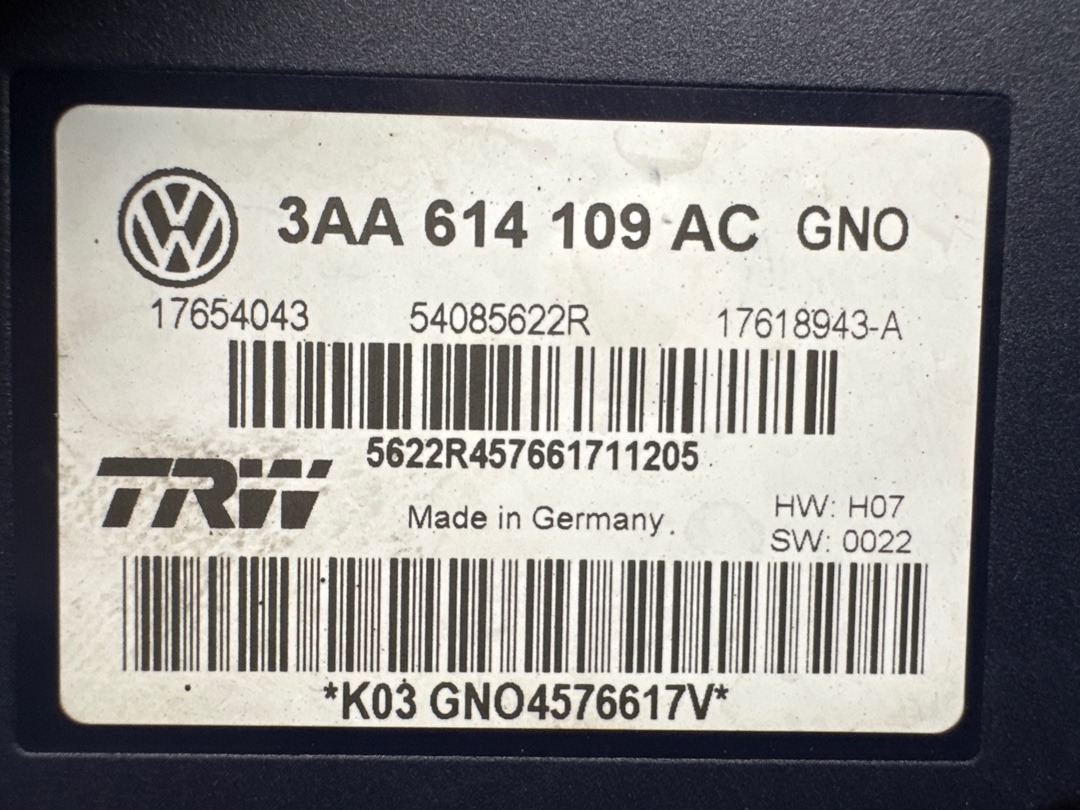 3AA 614 109 AC GNO
17654043 54085622R 17618943-A
5622R457661711205
TRW
Made in Germany.
HW: H07
SW: 0022
*K03 GNO4576617V*